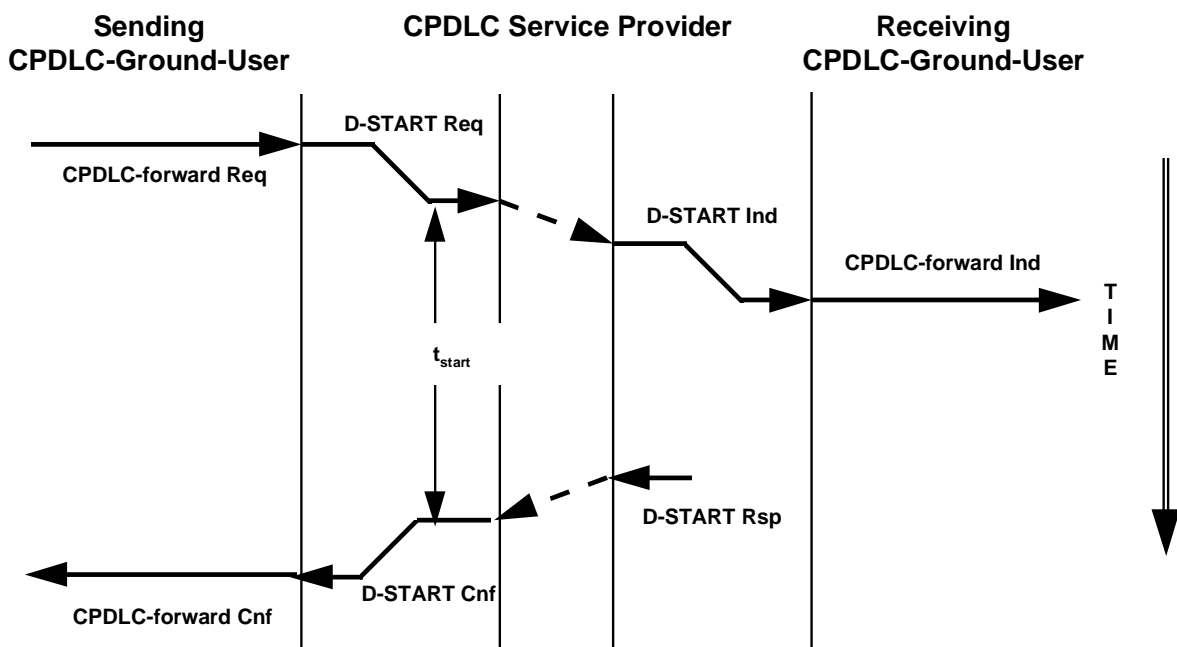 Sending
CPDLC-Ground-User
CPDLC Service Provider
Receiving
CPDLC-Ground-User
D-START Req
CPDLC-forward Req
D-START Ind
CPDLC-forward Ind
T
I
M
E
tstart
D-START Rsp
D-START Cnf
CPDLC-forward Cnf